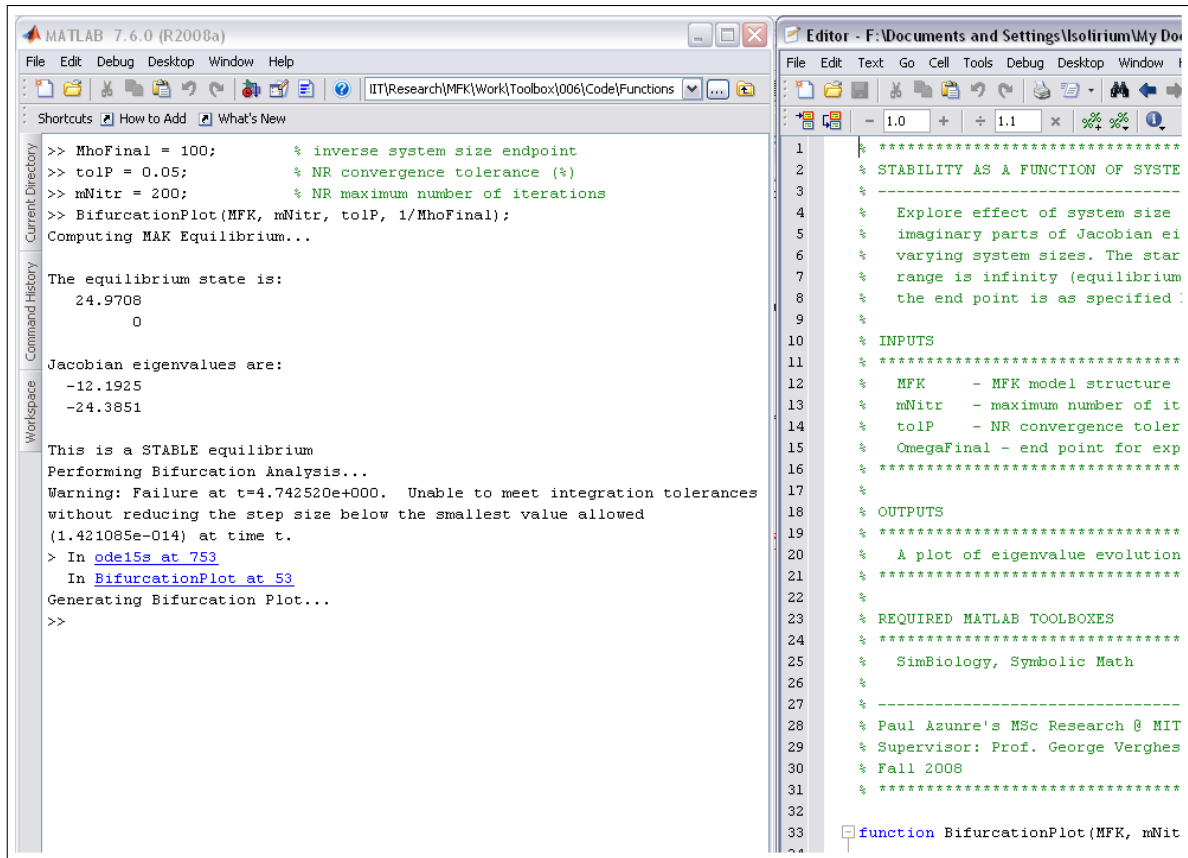 MATLAB 7.6.0 (R2008a)
File Edit Debug Desktop Window Help
IIT\Research\MFK\Work\Toolbox\006\Code\Functions
Shortcuts How to Add What's New
Current Directory
Command History
Workspace
>> MhoFinal = 100; % inverse system size endpoint
>> tolP = 0.05; % NR convergence tolerance (%)
>> mNitr = 200; % NR maximum number of iterations
>> BifurcationPlot(MFK, mNitr, tolP, 1/MhoFinal);
Computing MAK Equilibrium...
The equilibrium state is:
24.9708
0
Jacobian eigenvalues are:
-12.1925
-24.3851
This is a STABLE equilibrium
Performing Bifurcation Analysis...
Warning: Failure at t=4.742520e+000. Unable to meet integration tolerances
without reducing the step size below the smallest value allowed
(1.421085e-014) at time t.
> In ode15s at 753
In BifurcationPlot at 53
Generating Bifurcation Plot...
>>
Editor - F:\Documents and Settings\Isolirium\My Do
File Edit Text Go Cell Tools Debug Desktop Window
- 1.0 + ÷ 1.1 ×
1 % **********************************
2 % STABILITY AS A FUNCTION OF SYSTE
3 % ----------------------------------
4 % Explore effect of system size
5 % imaginary parts of Jacobian ei
6 % varying system sizes. The star
7 % range is infinity (equilibrium
8 % the end point is as specified
9 %
10 % INPUTS
11 % **********************************
12 % MFK - MFK model structure
13 % mNitr - maximum number of it
14 % tolP - NR convergence toler
15 % OmegaFinal - end point for exp
16 % **********************************
17 %
18 % OUTPUTS
19 % **********************************
20 % A plot of eigenvalue evolution
21 % **********************************
22 %
23 % REQUIRED MATLAB TOOLBOXES
24 % **********************************
25 % SimBiology, Symbolic Math
26 %
27 % ----------------------------------
28 % Paul Azunre's MSc Research @ MIT
29 % Supervisor: Prof. George Verghes
30 % Fall 2008
31 % **********************************
32
33 function BifurcationPlot(MFK, mNit